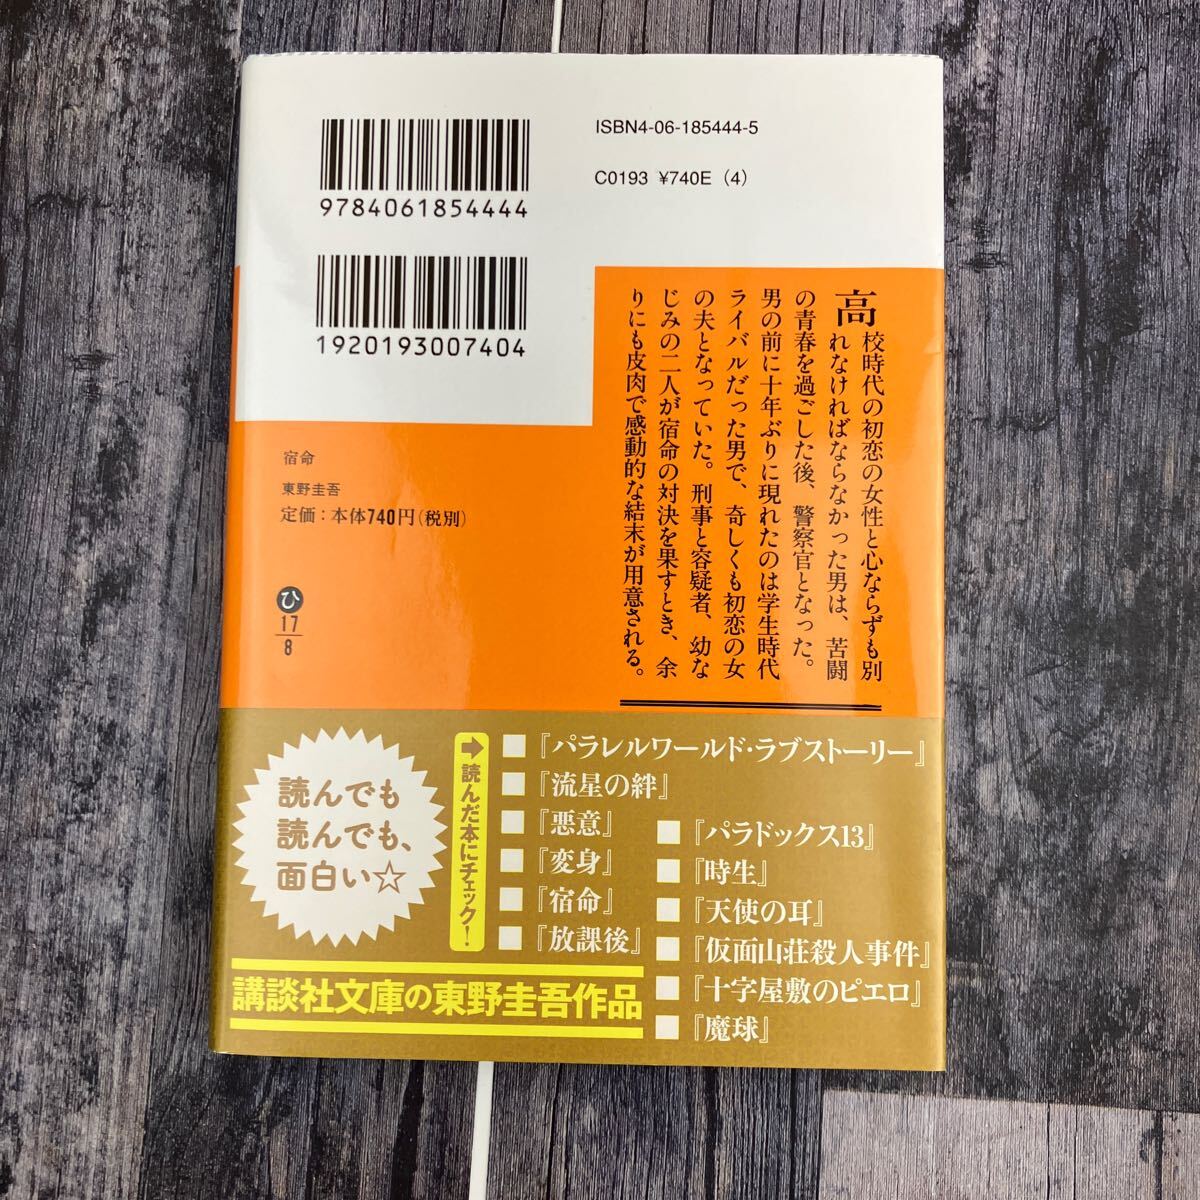 9784061854444
ISBN4-06-185444-5
C0193 ¥740E (4)
1920193007404
高校時代の初恋の女性と心ならずも別
れなければならなかった男は、苦闘
の青春を過ごした後、警察官となった。
男の前に十年ぶりに現れたのは学生時代
ライバルだった男で、奇しくも初恋の女
の夫となっていた。刑事と容疑者、幼な
じみの二人が宿命の対決を果すとき、余
りにも皮肉で感動的な結末が用意される。
宿命
東野圭吾
定価:本体740円(税別)
ひ
17
8
読んでも
読んでも、
面白い☆
➡読んだ本にチェック!
『パラレルワールド・ラブストーリー』
『流星の絆』
『悪意』
『変身』
『宿命』
『放課後』
『パラドックス13』
『時生』
『天使の耳』
『仮面山荘殺人事件』
『十字屋敷のピエロ』
『魔球』
講談社文庫の東野圭吾作品